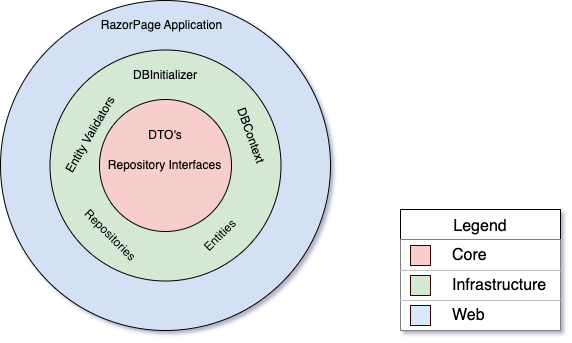 RazorPage Application
DBInitializer
Entity Validators
DBContext
DTO's
Repository Interfaces
Repositories
Entities
Legend
Core
Infrastructure
Web